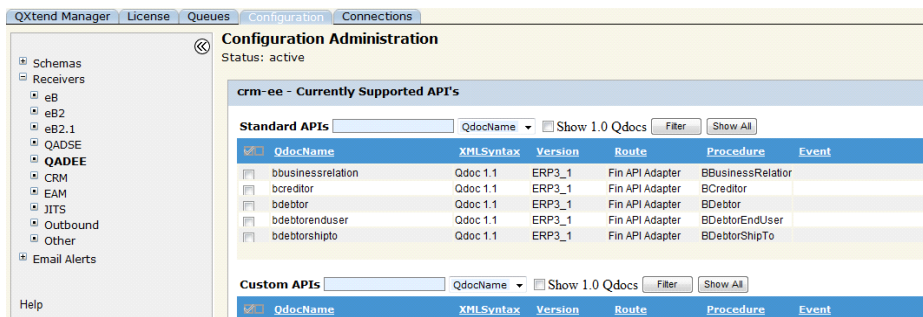 QXtend Manager License Queues Configuration Connections
Configuration Administration
Status: active
Schemas
Receivers
eB
eB2
eB2.1
QADSE
QADEE
CRM
EAM
JITS
Outbound
Other
Email Alerts
Help
crm-ee - Currently Supported API's
Standard APIs QdocName Show 1.0 Qdocs Filter Show All
QdocName XMLSyntax Version Route Procedure Event
bbusinessrelation Qdoc 1.1 ERP3_1 Fin API Adapter BBusinessRelation
bcreditor Qdoc 1.1 ERP3_1 Fin API Adapter BCreditor
bdebtor Qdoc 1.1 ERP3_1 Fin API Adapter BDebtor
bdebtorenduser Qdoc 1.1 ERP3_1 Fin API Adapter BDebtorEndUser
bdebtorshipto Qdoc 1.1 ERP3_1 Fin API Adapter BDebtorShipTo
Custom APIs QdocName Show 1.0 Qdocs Filter Show All
QdocName XMLSyntax Version Route Procedure Event